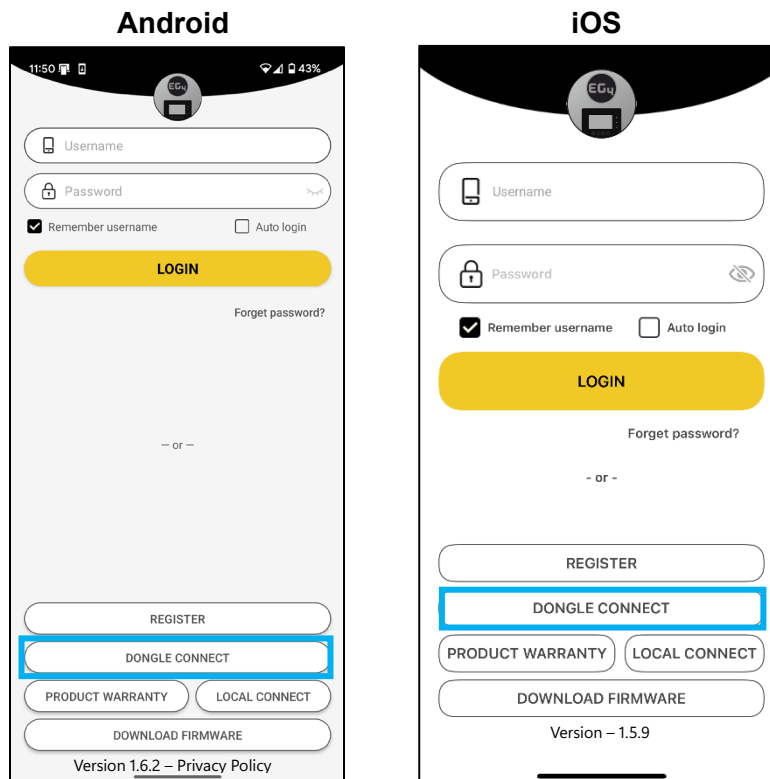 Android
11:50 43%
EG4
Username
Password
Remember username Auto login
LOGIN
Forget password?
— or —
REGISTER
DONGLE CONNECT
PRODUCT WARRANTY LOCAL CONNECT
DOWNLOAD FIRMWARE
Version 1.6.2 – Privacy Policy
iOS
EG4
Username
Password
Remember username Auto login
LOGIN
Forget password?
- or -
REGISTER
DONGLE CONNECT
PRODUCT WARRANTY LOCAL CONNECT
DOWNLOAD FIRMWARE
Version – 1.5.9